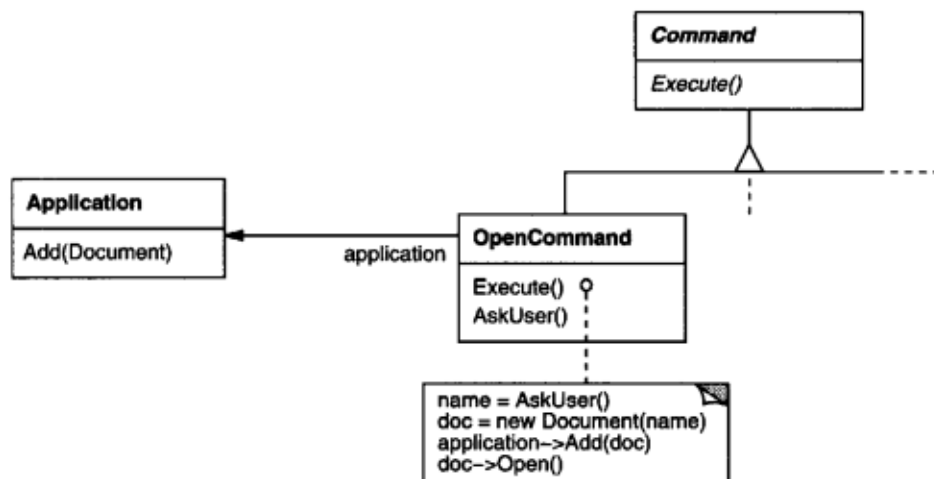 Command
Execute()
Application
Add(Document)
application
OpenCommand
Execute()
AskUser()
name = AskUser()
doc = new Document(name)
application->Add(doc)
doc->Open()